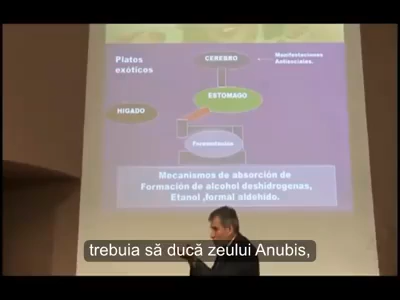 Platos
exóticos
CEREBRO
Manifestaciones
Antisociales.
ESTOMAGO
HIGADO
Fermentación
Mecanismos de absorción de
Formación de alcohol deshidrogenas,
Etanol ,formal aldehido.
trebuia să ducă zeului Anubis,